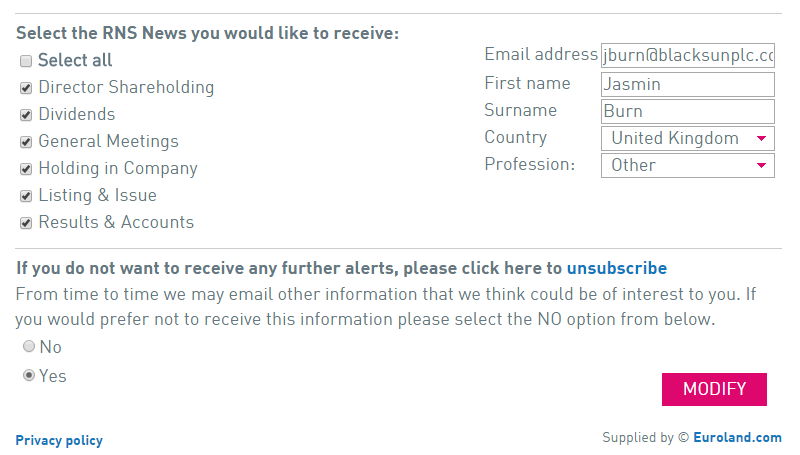 Select the RNS News you would like to receive:
Select all
Director Shareholding
Dividends
General Meetings
Holding in Company
Listing & Issue
Results & Accounts
Email address jburn@blacksunplc.cc
First name Jasmin
Surname Burn
Country United Kingdom
Profession: Other
If you do not want to receive any further alerts, please click here to unsubscribe
From time to time we may email other information that we think could be of interest to you. If
you would prefer not to receive this information please select the NO option from below.
No
Yes
MODIFY
Privacy policy
Supplied by © Euroland.com